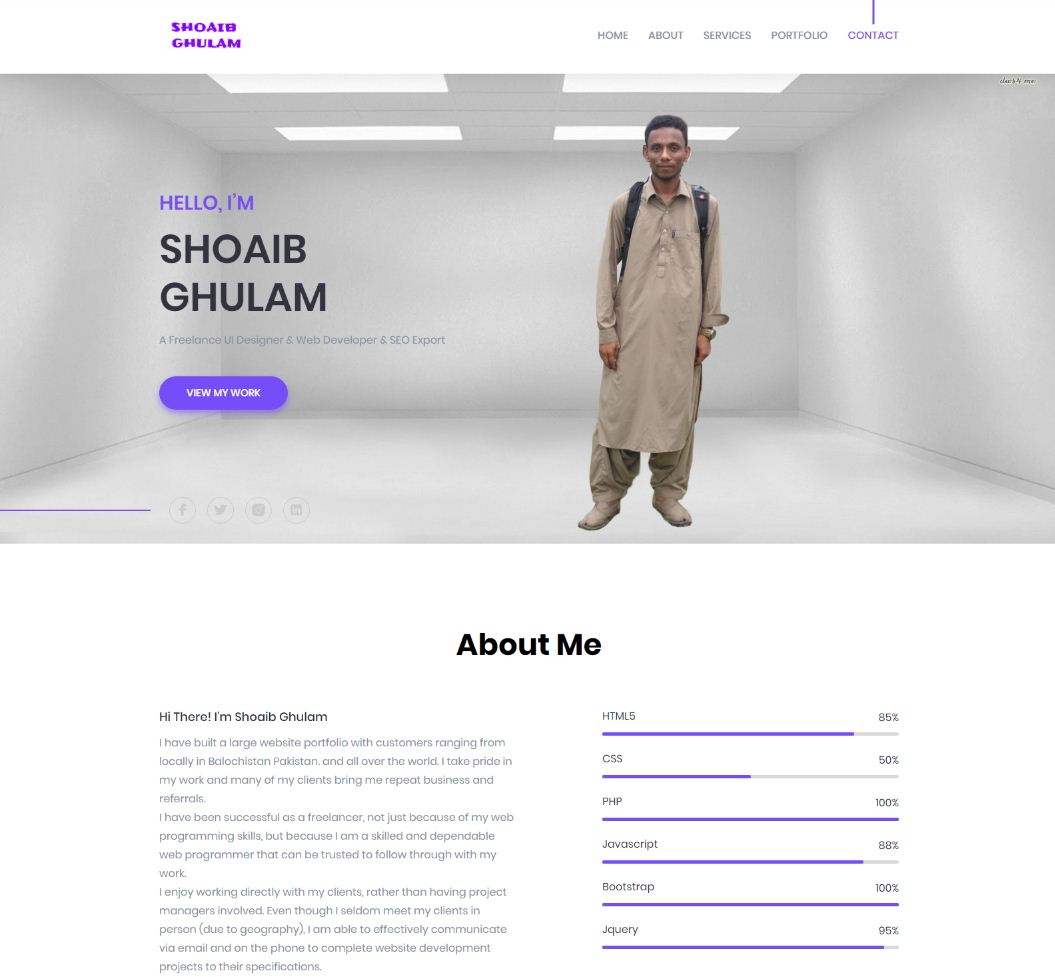 SHOAIB
GHULAM
HOME ABOUT SERVICES PORTFOLIO CONTACT
HELLO, I'M
SHOAIB
GHULAM
A Freelance UI Designer & Web Developer & SEO Export
VIEW MY WORK
About Me
Hi There! I'm Shoaib Ghulam
I have built a large website portfolio with customers ranging from
locally in Balochistan Pakistan. and all over the world. I take pride in
my work and many of my clients bring me repeat business and
referrals.
I have been successful as a freelancer, not just because of my web
programming skills, but because I am a skilled and dependable
web programmer that can be trusted to follow through with my
work.
I enjoy working directly with my clients, rather than having project
managers involved. Even though I seldom meet my clients in
person (due to geography), I am able to effectively communicate
via email and on the phone to complete website development
projects to their specifications.
HTML5 85%
CSS 50%
PHP 100%
Javascript 88%
Bootstrap 100%
Jquery 95%